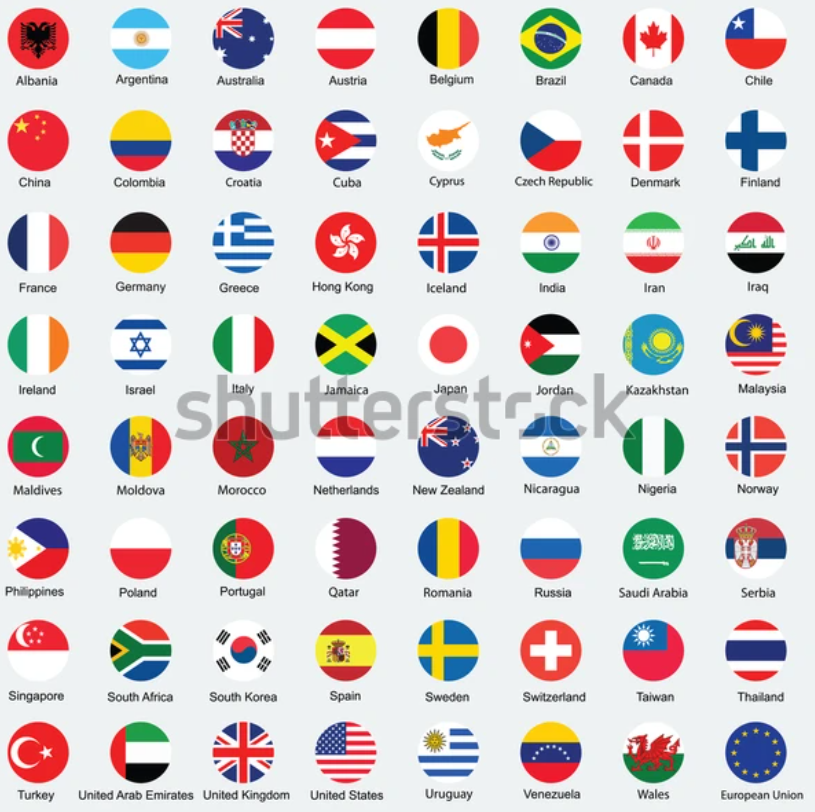 Albania Argentina Australia Austria Belgium Brazil Canada Chile
China Colombia Croatia Cuba Cyprus Czech Republic Denmark Finland
France Germany Greece Hong Kong Iceland India Iran Iraq
Ireland Israel Italy Jamaica Japan Jordan Kazakhstan Malaysia
shutterstock
Maldives Moldova Morocco Netherlands New Zealand Nicaragua Nigeria Norway
Philippines Poland Portugal Qatar Romania Russia Saudi Arabia Serbia
Singapore South Africa South Korea Spain Sweden Switzerland Taiwan Thailand
Turkey United Arab Emirates United Kingdom United States Uruguay Venezuela Wales European Union